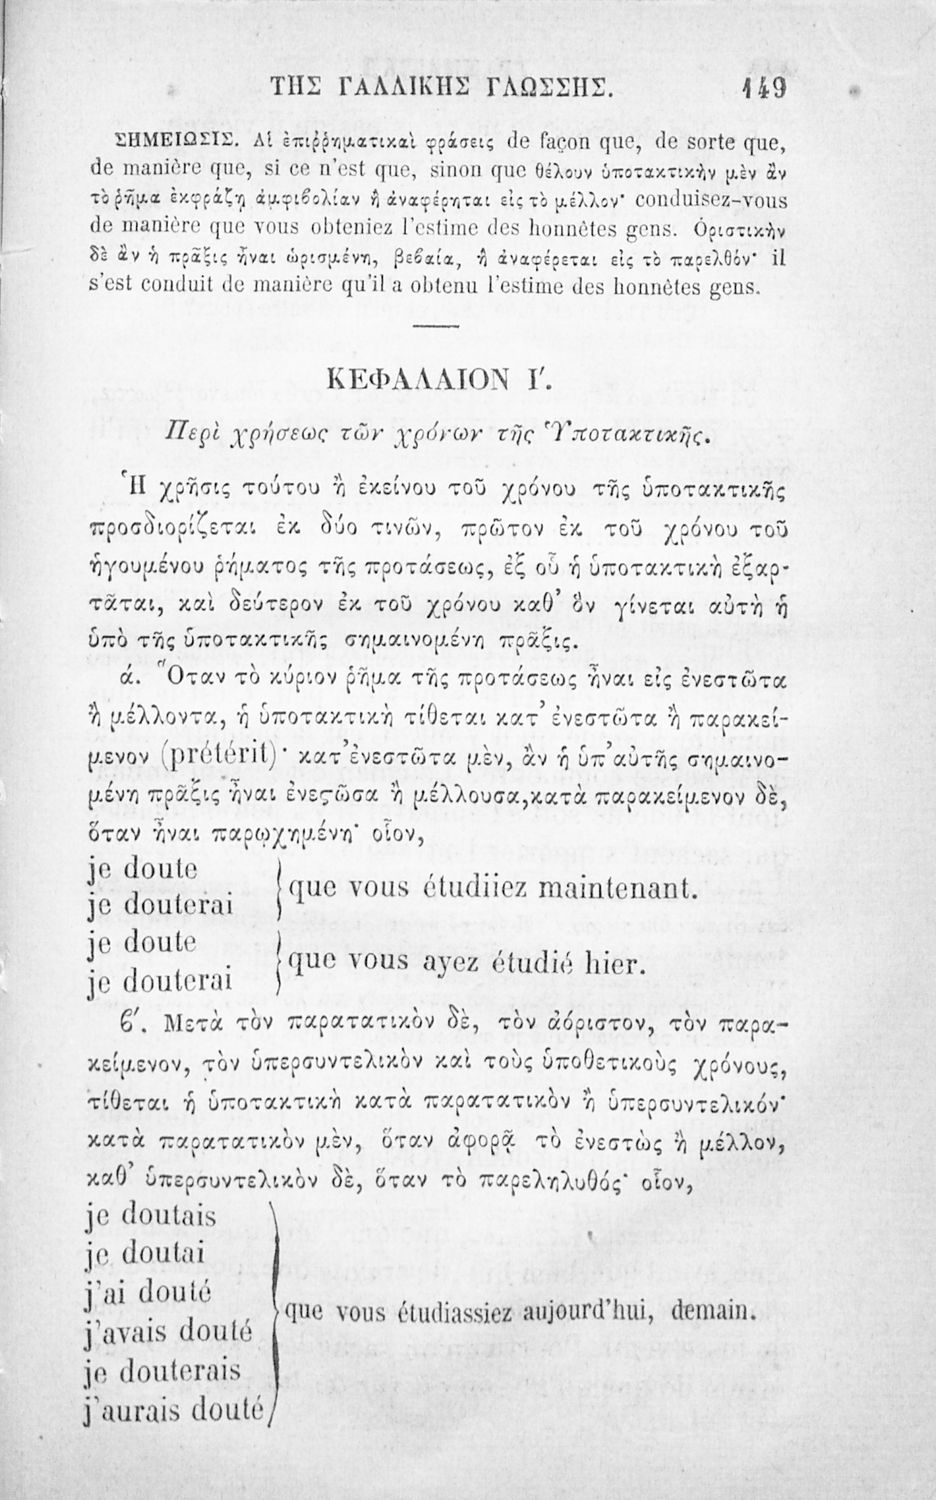 ΤΗΣ ΓΑΛΛΙΚΗΣ ΓΛΩΣΣΗΣ. 149
ΣΗΜΕΙΩΣΙΣ. Αἱ ἐπιῤῥηματικαὶ φράσεις de façon que, de sorte que,
de manière que, si ce n'est que, sinon que θέλουν ὑποτακτικὴν μὲν ἂν
τὸ ῥῆμα ἐκφράζῃ ἀμφιβολίαν ἢ ἀναφέρηται εἰς τὸ μέλλον· conduisez-vous
de manière que vous obteniez l'estime des honnêtes gens. Ὁριστικὴν
δὲ ἂν ἡ πρᾶξις ἦναι ὡρισμένη, βεβαία, ἢ ἀναφέρεται εἰς τὸ παρελθόν· il
s'est conduit de manière qu'il a obtenu l'estime des honnêtes gens.
ΚΕΦΑΛΑΙΟΝ Ι'.
Περὶ χρήσεως τῶν χρόνων τῆς Ὑποτακτικῆς.
Ἡ χρῆσις τούτου ἢ ἐκείνου τοῦ χρόνου τῆς ὑποτακτικῆς
προσδιορίζεται ἐκ δύο τινῶν, πρῶτον ἐκ τοῦ χρόνου τοῦ
ἡγουμένου ῥήματος τῆς προτάσεως, ἐξ οὗ ἡ ὑποτακτικὴ ἐξαρ-
τᾶται, καὶ δεύτερον ἐκ τοῦ χρόνου καθ' ὃν γίνεται αὐτὴ ἡ
ὑπὸ τῆς ὑποτακτικῆς σημαινομένη πρᾶξις.
ά. Ὅταν τὸ κύριον ῥῆμα τῆς προτάσεως ἦναι εἰς ἐνεστῶτα
ἢ μέλλοντα, ἡ ὑποτακτικὴ τίθεται κατ' ἐνεστῶτα ἢ παρακεί-
μενον (prétérit)· κατ'ἐνεστῶτα μὲν, ἂν ἡ ὑπ'αὐτῆς σημαινο-
μένη πρᾶξις ἦναι ἐνεϛῶσα ἢ μέλλουσα,κατὰ παρακείμενον δὲ,
ὅταν ἦναι παρῳχημένη· οἷον,
je doute
je douterai } que vous étudiiez maintenant.
je doute
je douterai } que vous ayez étudié hier.
β'. Μετὰ τὸν παρατατικὸν δὲ, τὸν ἀόριστον, τὸν παρα-
κείμενον, τὸν ὑπερσυντελικὸν καὶ τοὺς ὑποθετικοὺς χρόνους,
τίθεται ἡ ὑποτακτικὴ κατὰ παρατατικὸν ἢ ὑπερσυντελικόν·
κατὰ παρατατικὸν μὲν, ὅταν ἀφορᾷ τὸ ἐνεστὼς ἢ μέλλον,
καθ' ὑπερσυντελικὸν δὲ, ὅταν τὸ παρεληλυθός· οἷον,
je doutais
je doutai
j'ai douté
j'avais douté
je douterais
j'aurais douté } que vous étudiassiez aujourd'hui, demain.